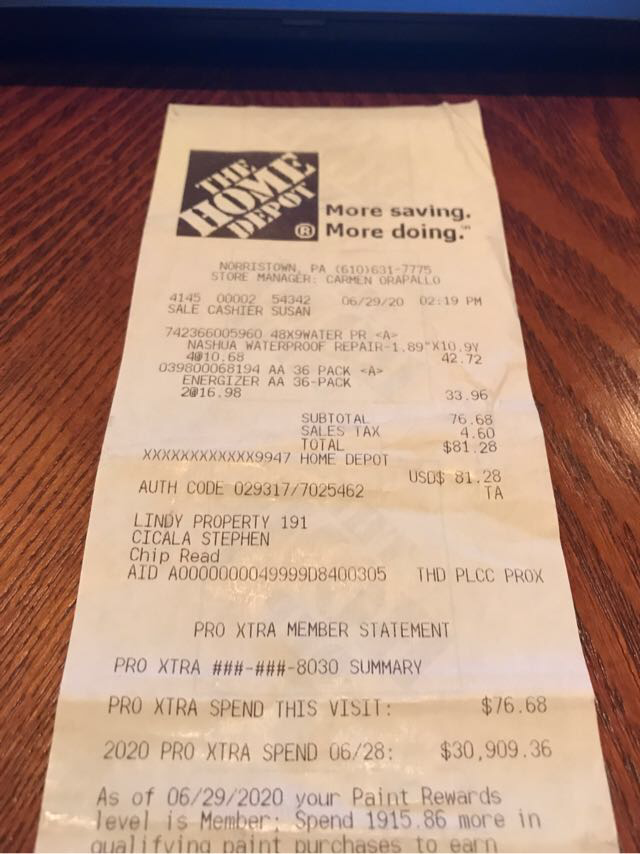 THE
HOME
DEPOT
®
More saving.
More doing.℠
NORRISTOWN, PA (610)631-7775
STORE MANAGER: CARMEN ORAPALLO
4145 00002 54342 06/29/20 02:19 PM
SALE CASHIER SUSAN
742366005960 48X9WATER PR <A>
NASHUA WATERPROOF REPAIR-1.89"X10.9Y
4@10.68 42.72
039800068194 AA 36 PACK <A>
ENERGIZER AA 36-PACK
2@16.98 33.96
SUBTOTAL 76.68
SALES TAX 4.60
TOTAL $81.28
XXXXXXXXXXXX9947 HOME DEPOT
USD$ 81.28
AUTH CODE 029317/7025462 TA
LINDY PROPERTY 191
CICALA STEPHEN
Chip Read
AID A0000000049999D8400305 THD PLCC PROX
PRO XTRA MEMBER STATEMENT
PRO XTRA ###-###-8030 SUMMARY
PRO XTRA SPEND THIS VISIT: $76.68
2020 PRO XTRA SPEND 06/28: $30,909.36
As of 06/29/2020 your Paint Rewards
level is Member; Spend 1915.86 more in
qualifying paint purchases to earn